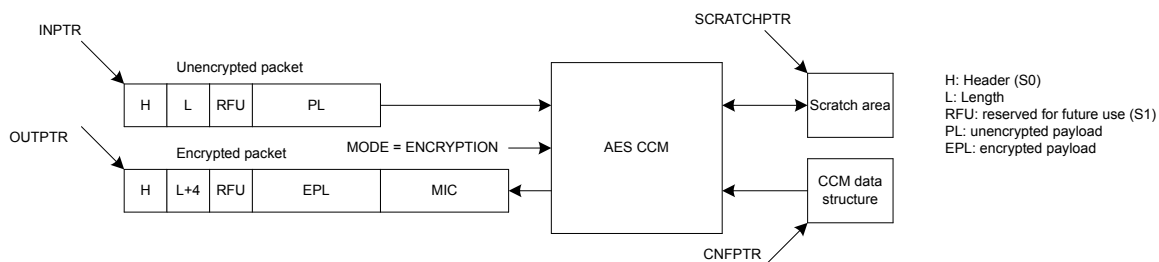 SCRATCHPTR
INPTR
Unencrypted packet
H L RFU PL
Scratch area
H: Header (S0)
L: Length
RFU: reserved for future use (S1)
PL: unencrypted payload
EPL: encrypted payload
OUTPTR
Encrypted packet
MODE = ENCRYPTION
AES CCM
H L+4 RFU EPL MIC
CCM data
structure
CNFPTR